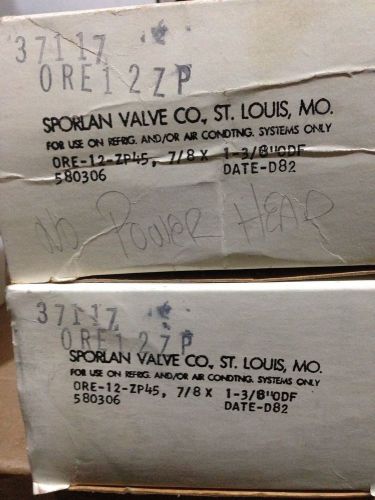 37117
ORE12ZP
SPORLAN VALVE CO., ST. LOUIS, MO.
FOR USE ON REFRIG. AND/OR AIR CONDTNG. SYSTEMS ONLY
ORE-12-ZP45, 7/8 X 1-3/8"ODF
580306 DATE-D82
No POWER HEAD
37117
ORE12ZP
SPORLAN VALVE CO., ST. LOUIS, MO.
FOR USE ON REFRIG. AND/OR AIR CONDTNG. SYSTEMS ONLY
ORE-12-ZP45, 7/8 X 1-3/8"ODF
580306 DATE-D82